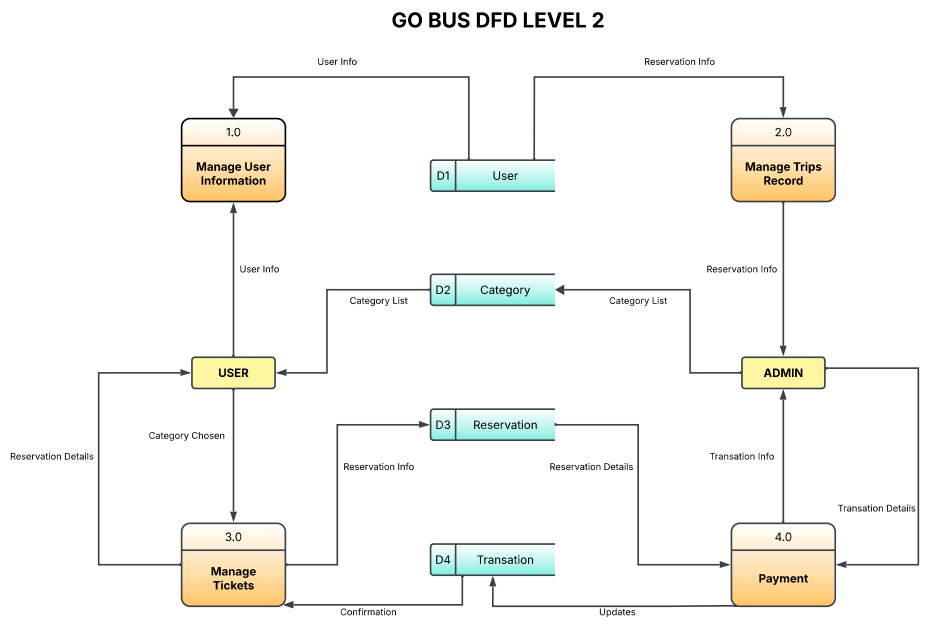 GO BUS DFD LEVEL 2
User Info
Reservation Info
1.0
Manage User
Information
D1
User
2.0
Manage Trips
Record
User Info
Reservation Info
D2
Category
Category List
Category List
USER
ADMIN
Category Chosen
D3
Reservation
Reservation Details
Reservation Info
Reservation Details
Transation Info
Transation Details
3.0
Manage
Tickets
D4
Transation
4.0
Payment
Confirmation
Updates